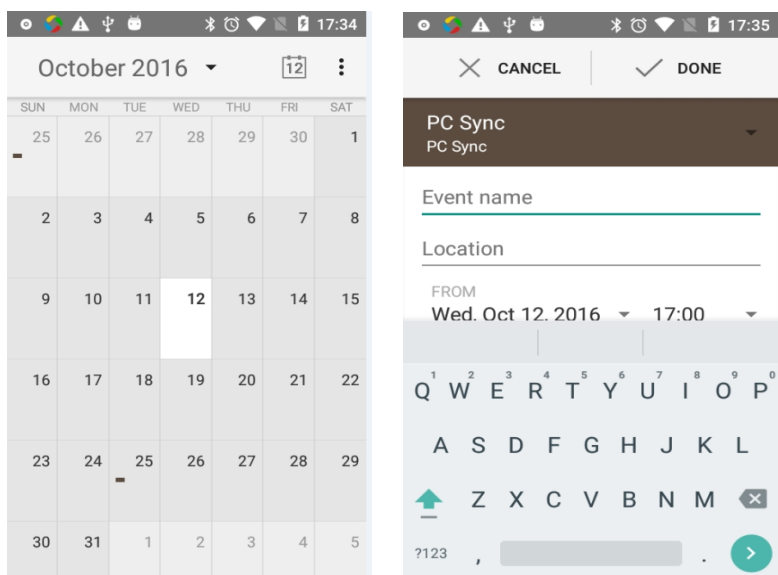 17:34
October 2016
12
SUN MON TUE WED THU FRI SAT
25 26 27 28 29 30 1
2 3 4 5 6 7 8
9 10 11 12 13 14 15
16 17 18 19 20 21 22
23 24 25 26 27 28 29
30 31 1 2 3 4 5
17:35
CANCEL DONE
PC Sync
PC Sync
Event name
Location
FROM
Wed, Oct 12, 2016 17:00
1 2 3 4 5 6 7 8 9 0
Q W E R T Y U I O P
A S D F G H J K L
Z X C V B N M
?123 , .